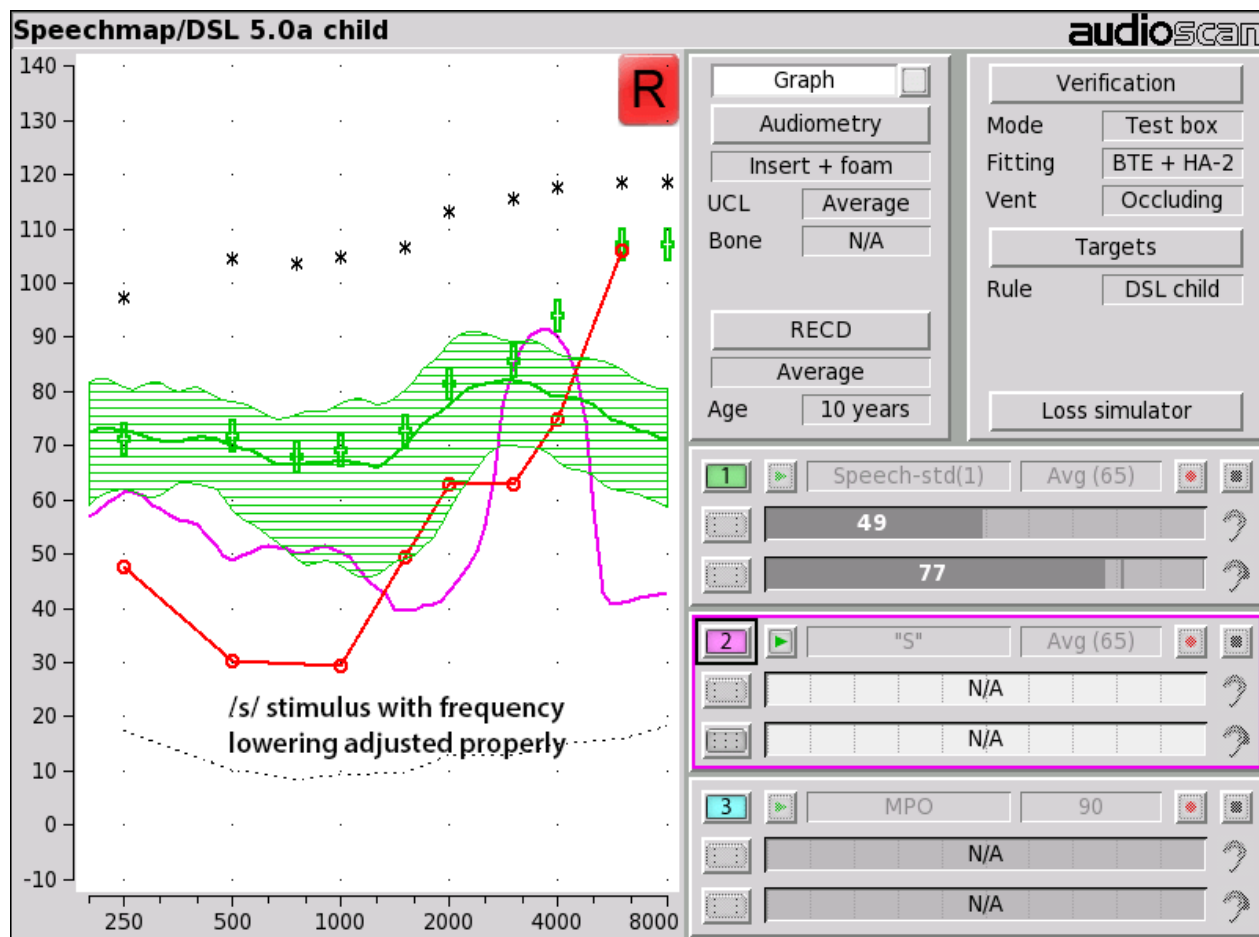 Speechmap/DSL 5.0a child
audioscan
140
130
120
110
100
90
80
70
60
50
40
30
20
10
0
-10
R
/s/ stimulus with frequency
lowering adjusted properly
250 500 1000 2000 4000 8000
Graph
Audiometry
Insert + foam
UCL Average
Bone N/A
RECD
Average
Age 10 years
Verification
Mode Test box
Fitting BTE + HA-2
Vent Occluding
Targets
Rule DSL child
Loss simulator
1 Speech-std(1) Avg (65)
49
77
2 "S" Avg (65)
N/A
N/A
3 MPO 90
N/A
N/A